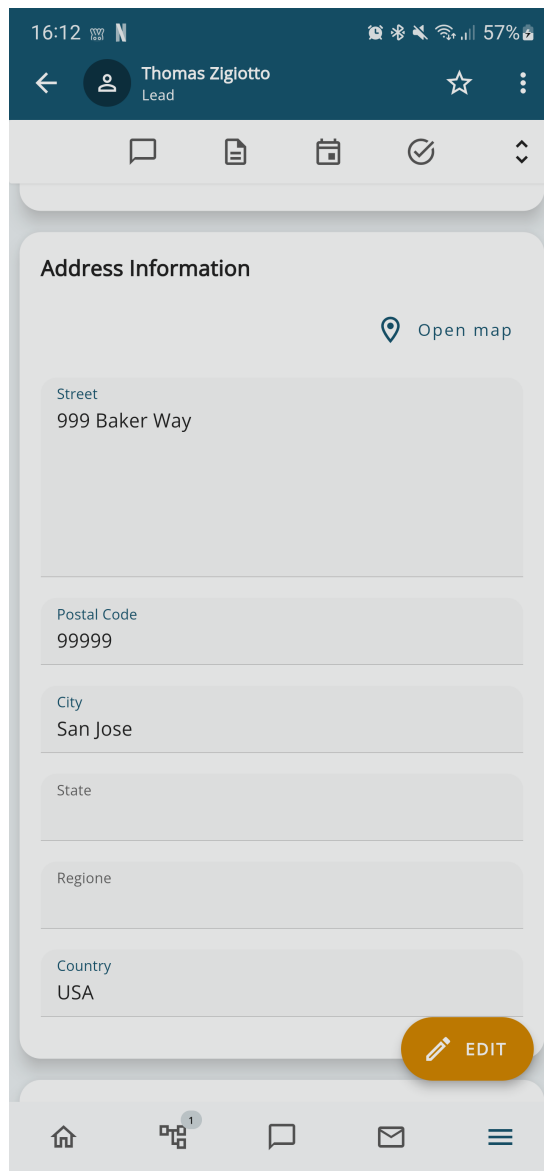 16:12 57%
Thomas Zigiotto
Lead
Address Information
Open map
Street
999 Baker Way
Postal Code
99999
City
San Jose
State
Regione
Country
USA
EDIT
1